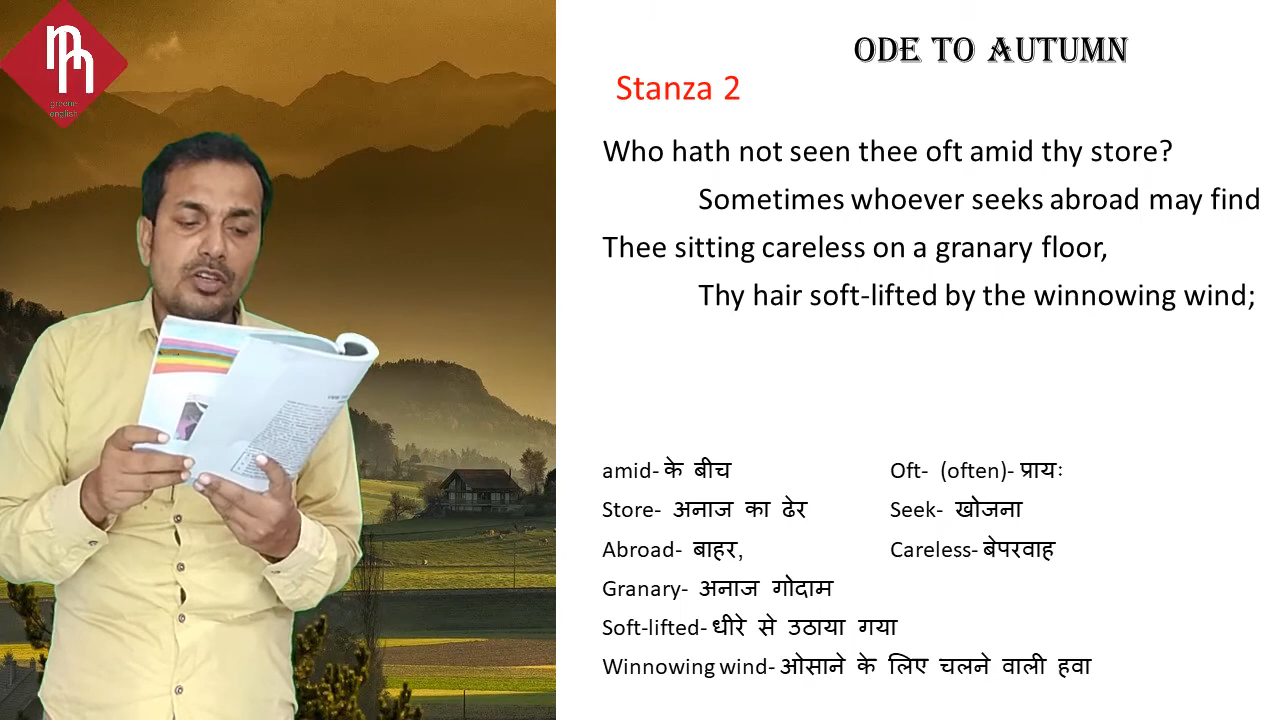 greene
english
ODE TO AUTUMN
Stanza 2
Who hath not seen thee oft amid thy store?
Sometimes whoever seeks abroad may find
Thee sitting careless on a granary floor,
Thy hair soft-lifted by the winnowing wind;
amid- के बीच Oft- (often)- प्रायः
Store- अनाज का ढेर Seek- खोजना
Abroad- बाहर, Careless- बेपरवाह
Granary- अनाज गोदाम
Soft-lifted- धीरे से उठाया गया
Winnowing wind- ओसाने के लिए चलने वाली हवा